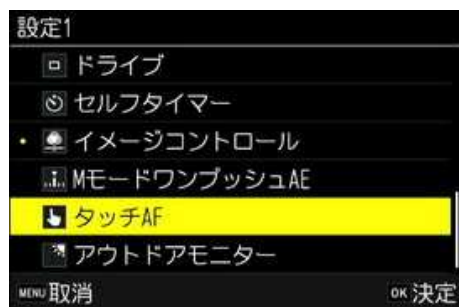 設定1
ドライブ
セルフタイマー
イメージコントロール
MモードワンプッシュAE
タッチAF
アウトドアモニター
MENU 取消 OK 決定